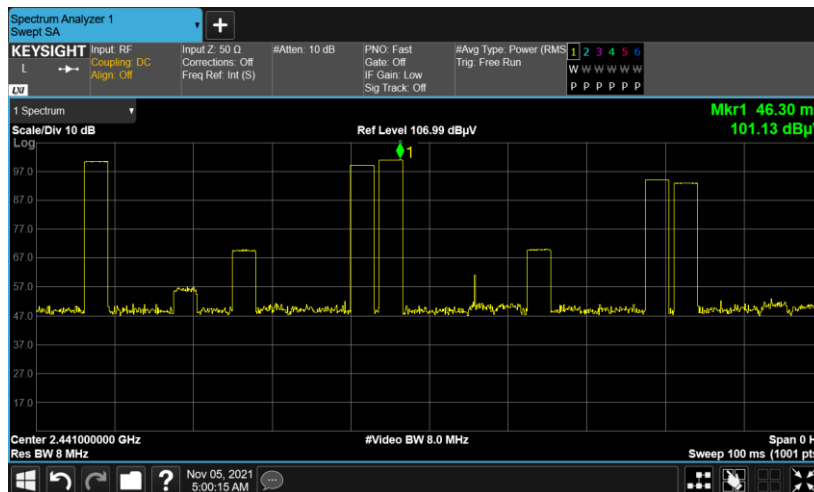 Spectrum Analyzer 1
Swept SA
+
KEYSIGHT
L
LXI
Input: RF
Coupling: DC
Align: Off
Input Z: 50 Ω
Corrections: Off
Freq Ref: Int (S)
#Atten: 10 dB
PNO: Fast
Gate: Off
IF Gain: Low
Sig Track: Off
#Avg Type: Power (RMS
Trig: Free Run
1 2 3 4 5 6
W W W W W W
P P P P P P
1 Spectrum
Scale/Div 10 dB
Log
Ref Level 106.99 dBµV
Mkr1 46.30 m
101.13 dBµV
1
97.0
87.0
77.0
67.0
57.0
47.0
37.0
27.0
17.0
Center 2.441000000 GHz
Res BW 8 MHz
#Video BW 8.0 MHz
Span 0 H
Sweep 100 ms (1001 pts
?
Nov 05, 2021
5:00:15 AM